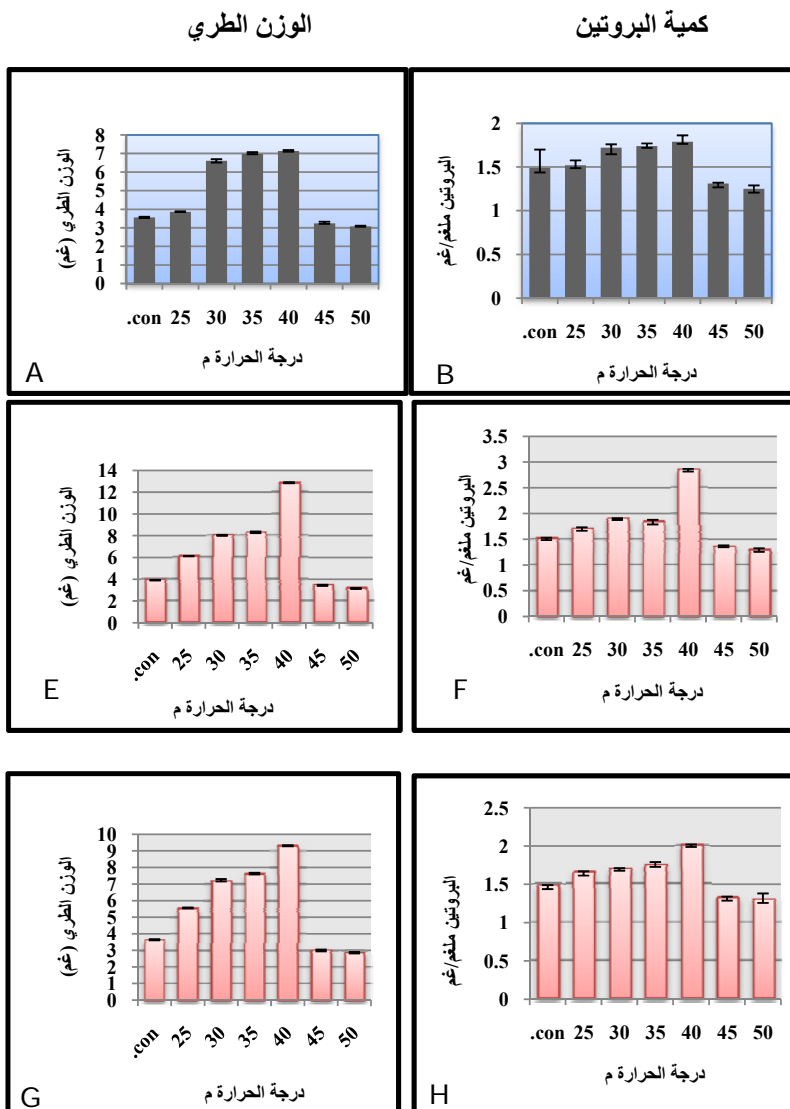 الوزن الطري
كمية البروتين
الوزن الطري (غم)
8
7
6
5
4
3
2
1
0
.con 25 30 35 40 45 50
درجة الحرارة م
A
البروتين ملغم/غم
2
1.5
1
0.5
0
.con 25 30 35 40 45 50
درجة الحرارة م
B
الوزن الطري (غم)
14
12
10
8
6
4
2
0
.con 25 30 35 40 45 50
درجة الحرارة م
E
البروتين ملغم/غم
3.5
3
2.5
2
1.5
1
0.5
0
.con 25 30 35 40 45 50
درجة الحرارة م
F
الوزن الطري (غم)
10
9
8
7
6
5
4
3
2
1
0
.con 25 30 35 40 45 50
درجة الحرارة م
G
البروتين ملغم/غم
2.5
2
1.5
1
0.5
0
.con 25 30 35 40 45 50
درجة الحرارة م
H